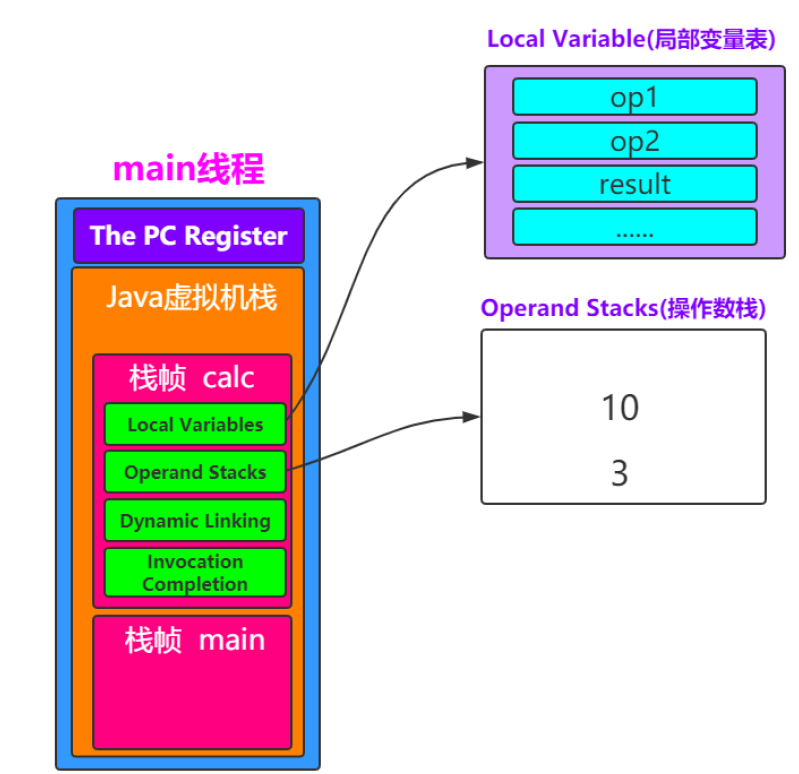 main线程
The PC Register
Java虚拟机栈
栈帧 calc
Local Variables
Operand Stacks
Dynamic Linking
Invocation
Completion
栈帧 main
Local Variable(局部变量表)
op1
op2
result
......
Operand Stacks(操作数栈)
10
3